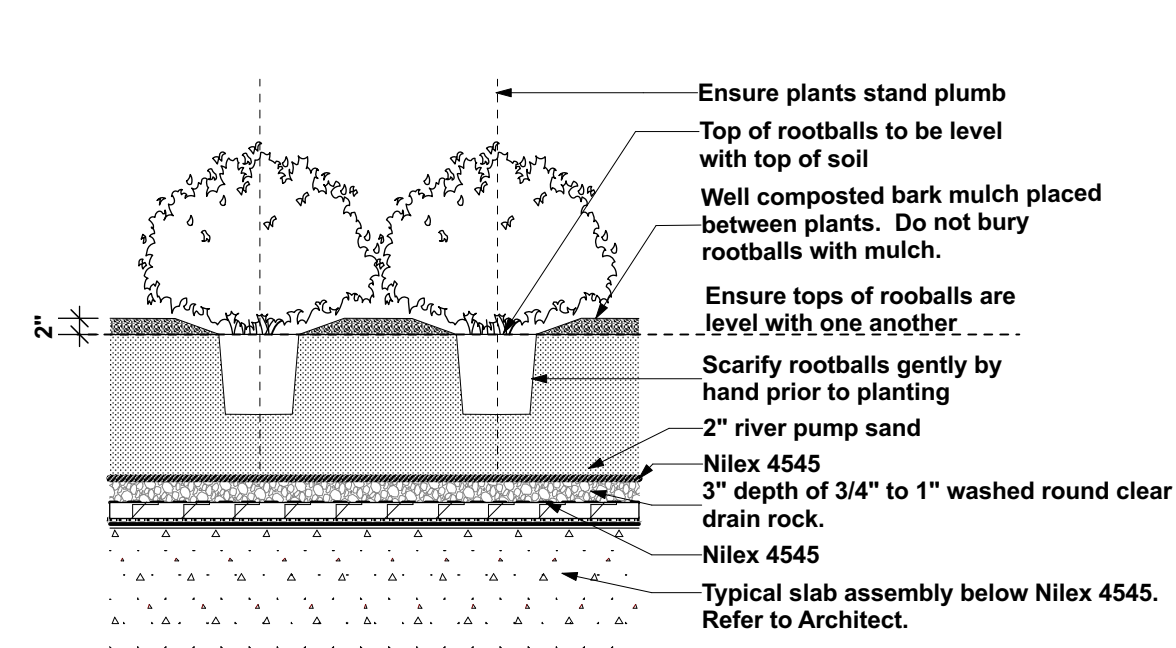 Ensure plants stand plumb
Top of rootballs to be level
with top of soil
Well composted bark mulch placed
between plants. Do not bury
rootballs with mulch.
Ensure tops of rooballs are
level with one another
2"
Scarify rootballs gently by
hand prior to planting
2" river pump sand
Nilex 4545
3" depth of 3/4" to 1" washed round clear
drain rock.
Nilex 4545
Typical slab assembly below Nilex 4545.
Refer to Architect.